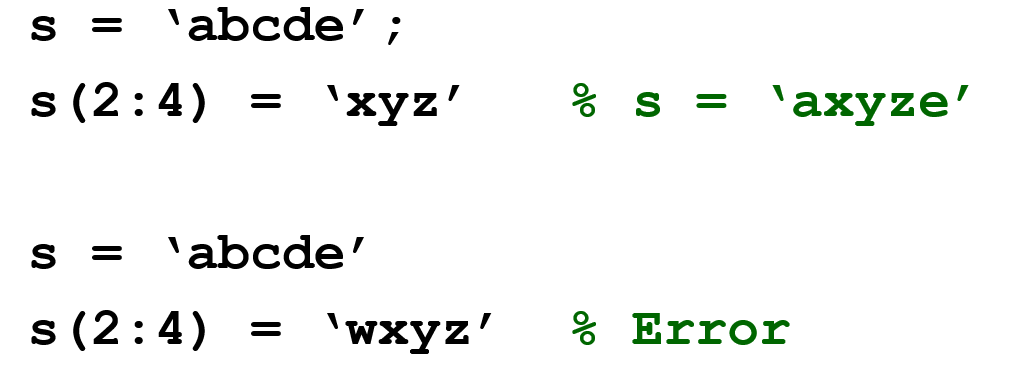 s = ‘abcde’;
s(2:4) = ‘xyz’   % s = ‘axyze’
s = ‘abcde’
s(2:4) = ‘wxyz’  % Error